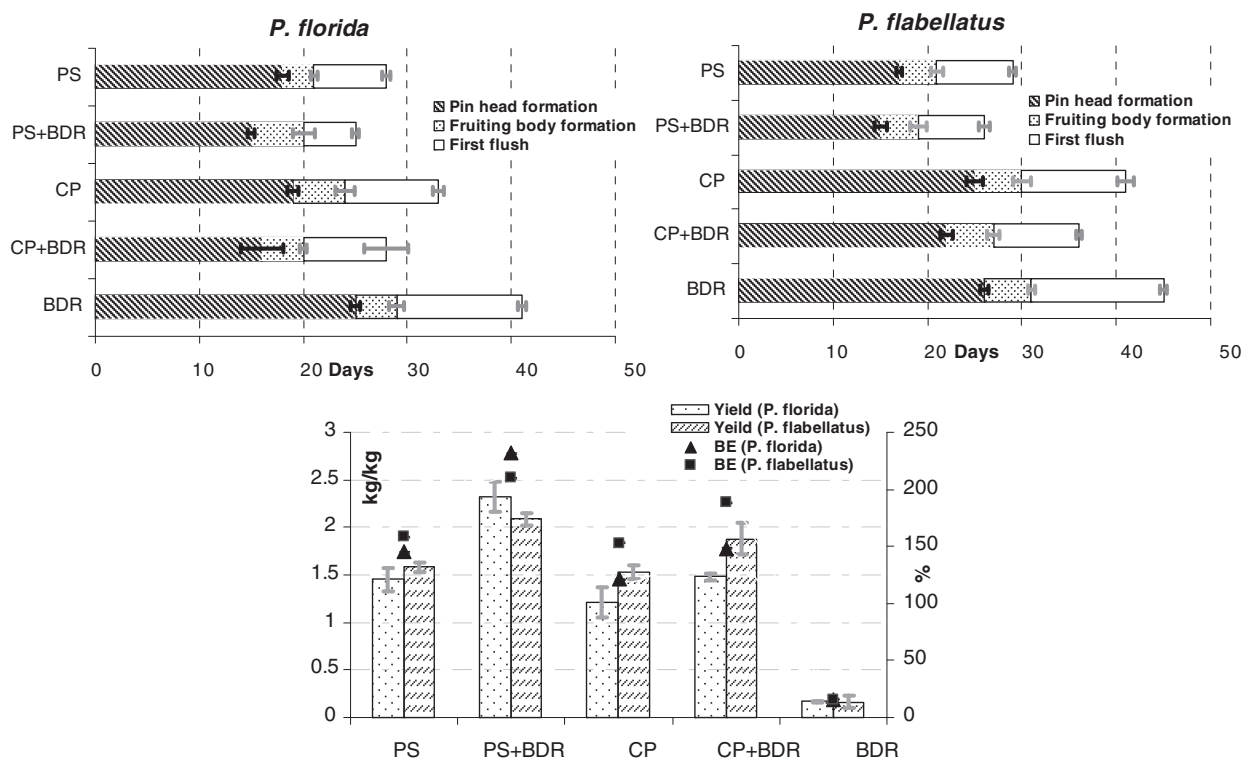 P. florida
PS
PS+BDR
CP
CP+BDR
BDR
Pin head formation
Fruiting body formation
First flush
0 10 20 Days 30 40 50
P. flabellatus
PS
PS+BDR
CP
CP+BDR
BDR
Pin head formation
Fruiting body formation
First flush
0 10 20 Days 30 40 50
Yield (P. florida)
Yeild (P. flabellatus)
BE (P. florida)
BE (P. flabellatus)
kg/kg
3
2.5
2
1.5
1
0.5
0
250
200
150
100
50
0
%
PS PS+BDR CP CP+BDR BDR